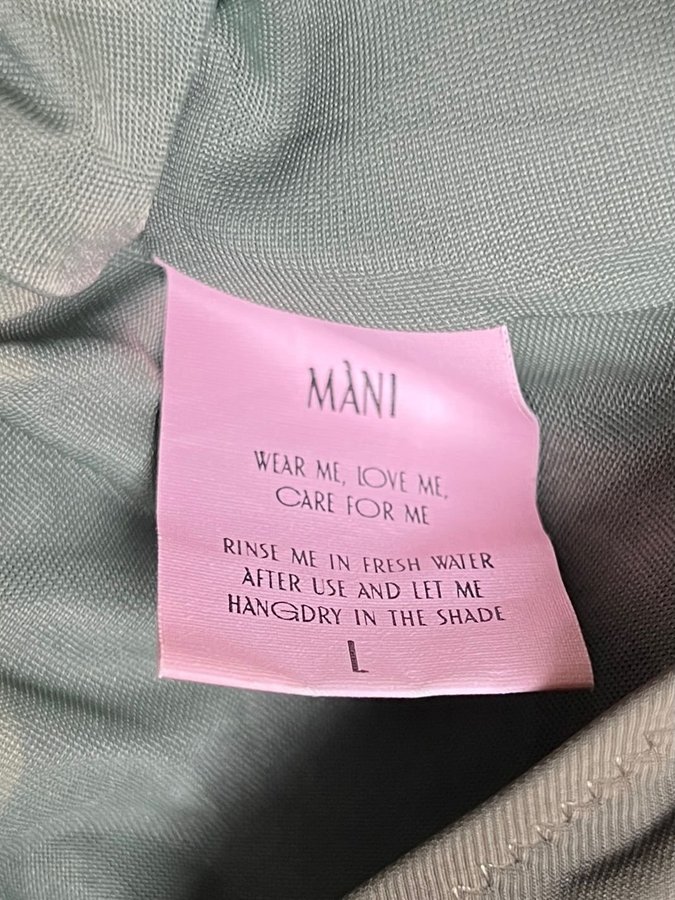 MÀNI
WEAR ME, LOVE ME,
CARE FOR ME
RINSE ME IN FRESH WATER
AFTER USE AND LET ME
HANGDRY IN THE SHADE
L